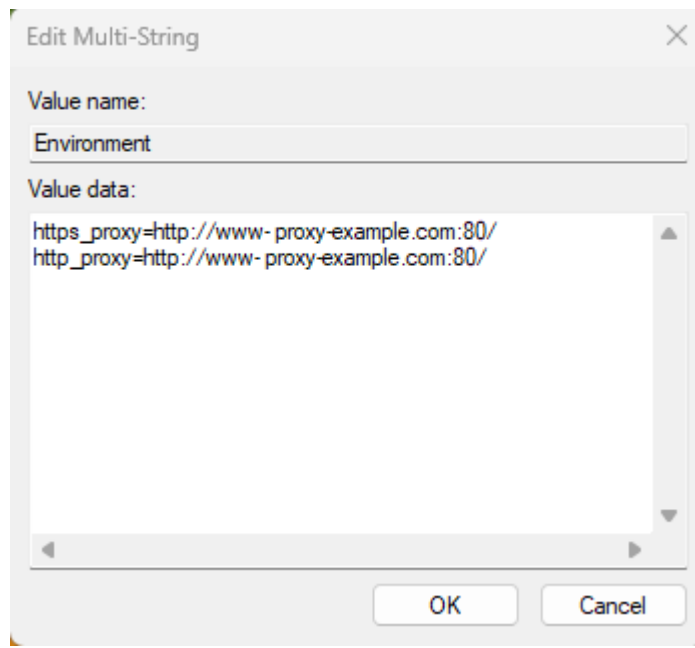 Edit Multi-String
Value name:
Environment
Value data:
https_proxy=http://www- proxy-example.com:80/
http_proxy=http://www- proxy-example.com:80/
OK
Cancel